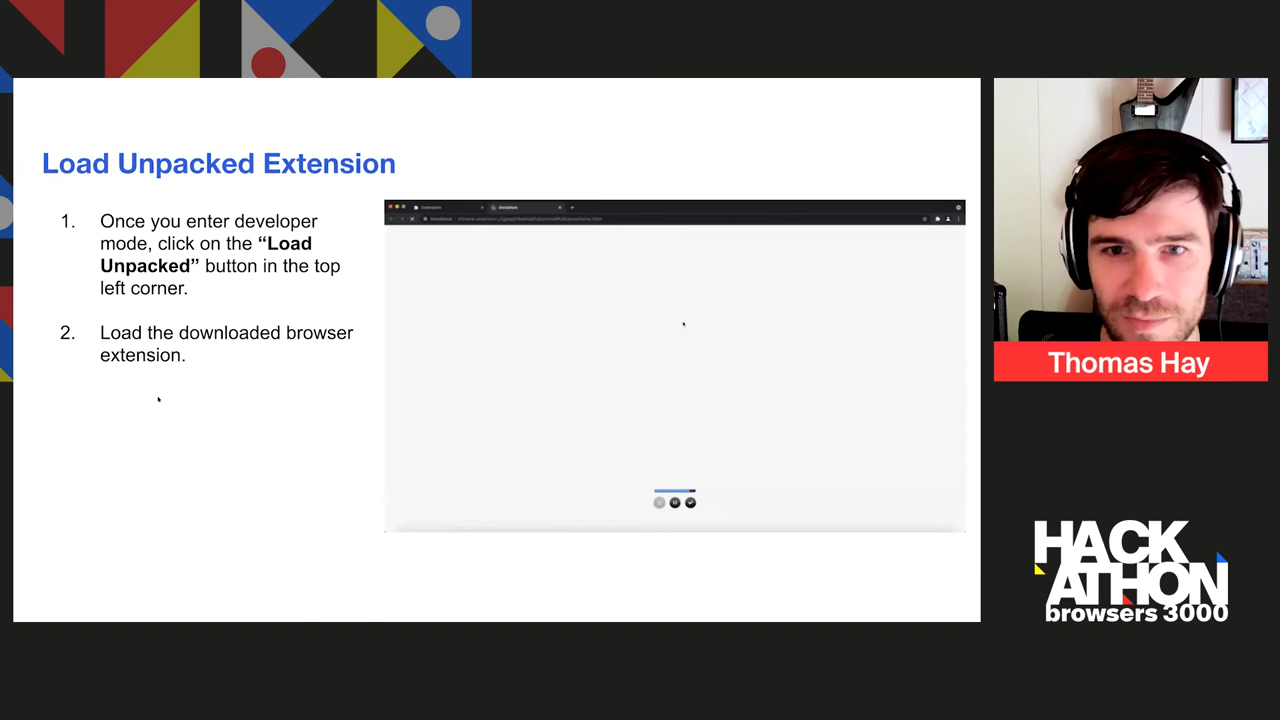 Load Unpacked Extension
1. Once you enter developer
mode, click on the “Load
Unpacked” button in the top
left corner.
2. Load the downloaded browser
extension.
Extensions
Thomas Hay
HACK
ATHON
browsers 3000